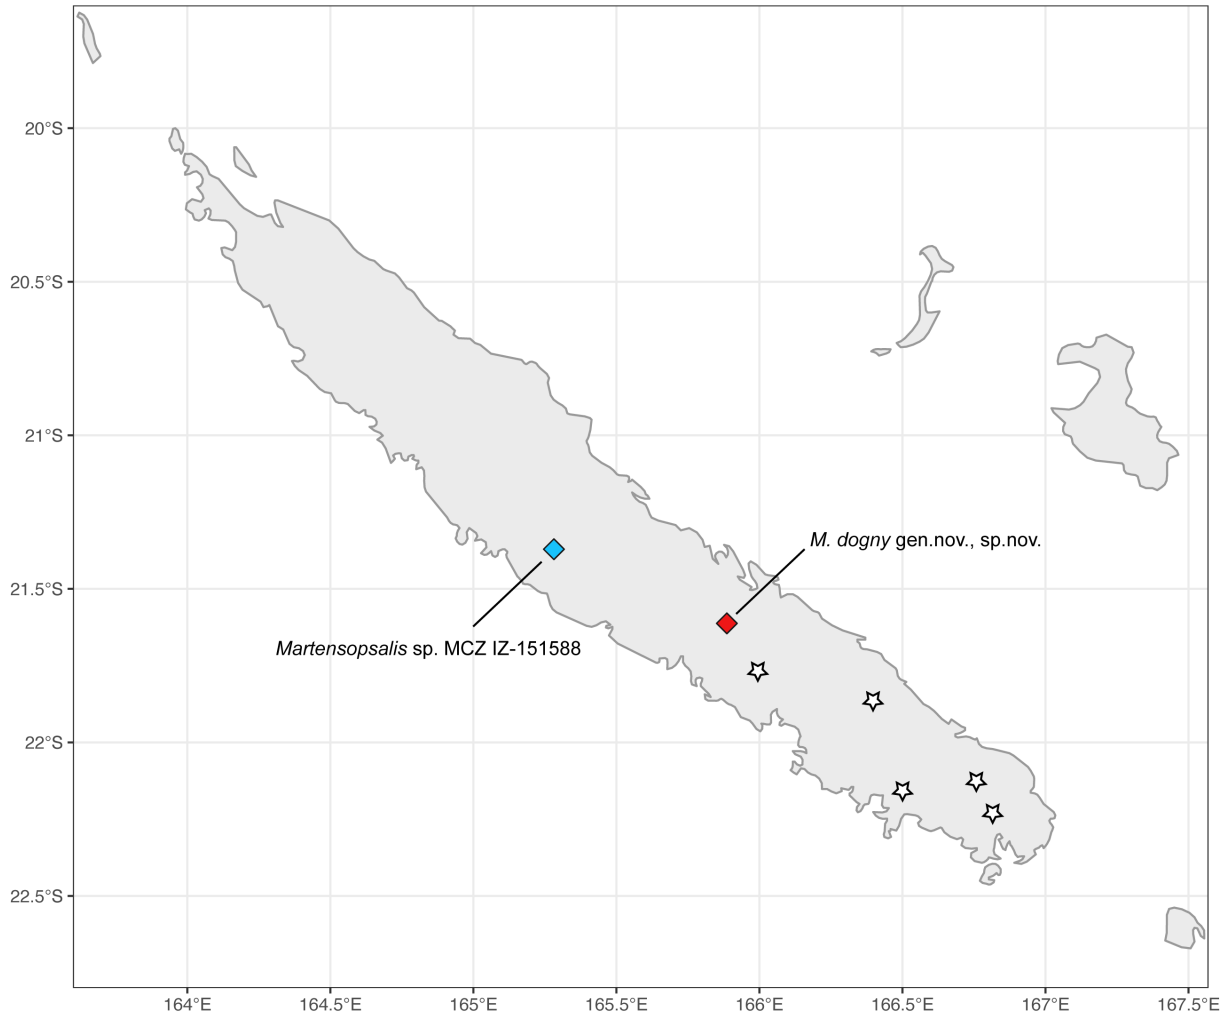 20°S
20.5°S
21°S
M. dogny gen.nov., sp.nov.
21.5°S
Martensopsalis sp. MCZ IZ-151588
22°S
22.5°S
164°E
164.5°E
165°E
165.5°E
166°E
166.5°E
167°E
167.5°E